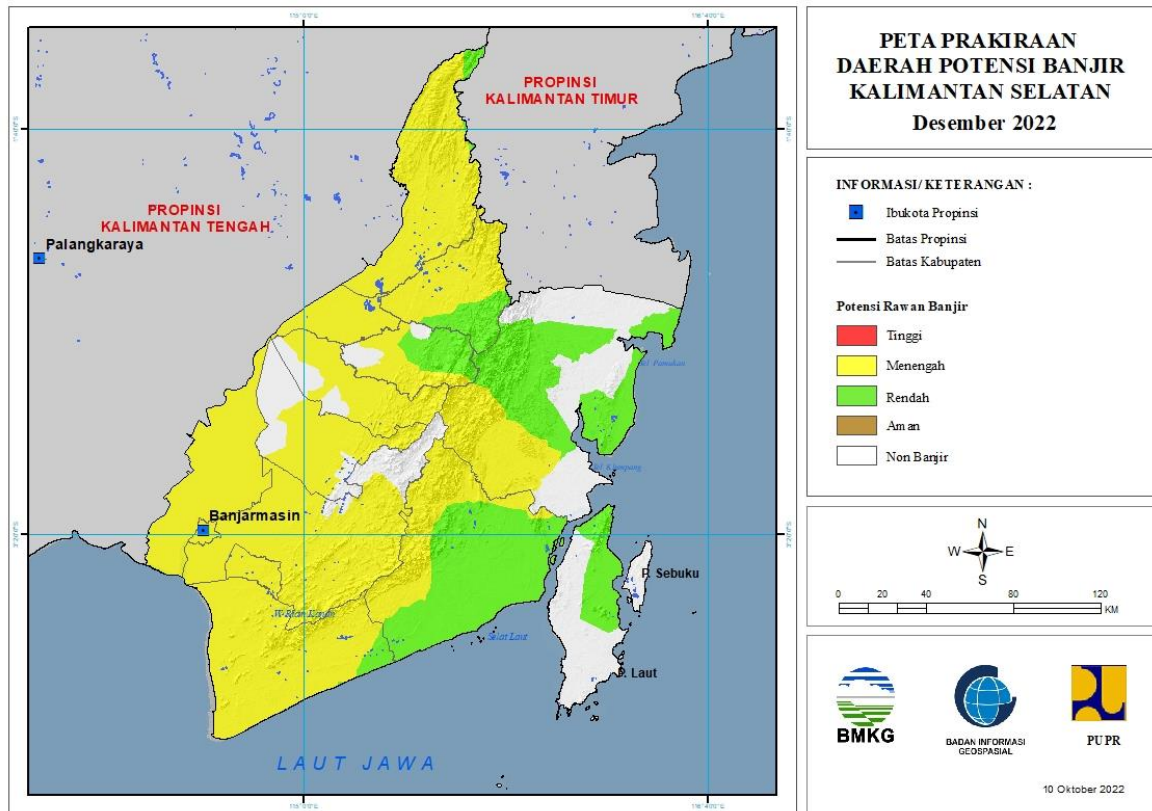 PETA PRAKIRAAN
DAERAH POTENSI BANJIR
KALIMANTAN SELATAN
Desember 2022
INFORMASI/ KETERANGAN :
Ibukota Propinsi
Batas Propinsi
Batas Kabupaten
Potensi Rawan Banjir
Tinggi
Menengah
Rendah
Aman
Non Banjir
N
W E
S
0 20 40 80 120
KM
BMKG
BADAN INFORMASI
GEOSPASIAL
PUPR
10 Oktober 2022
PROPINSI
KALIMANTAN TIMUR
PROPINSI
KALIMANTAN TENGAH
Palangkaraya
Banjarmasin
P. Sebuku
P. Laut
Selat Laut
LAUT JAWA